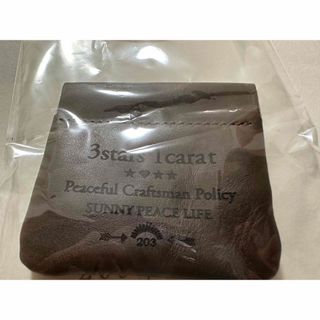 3stars 1carat
Peaceful Craftsman Policy
SUNNY PEACE LIFE
203